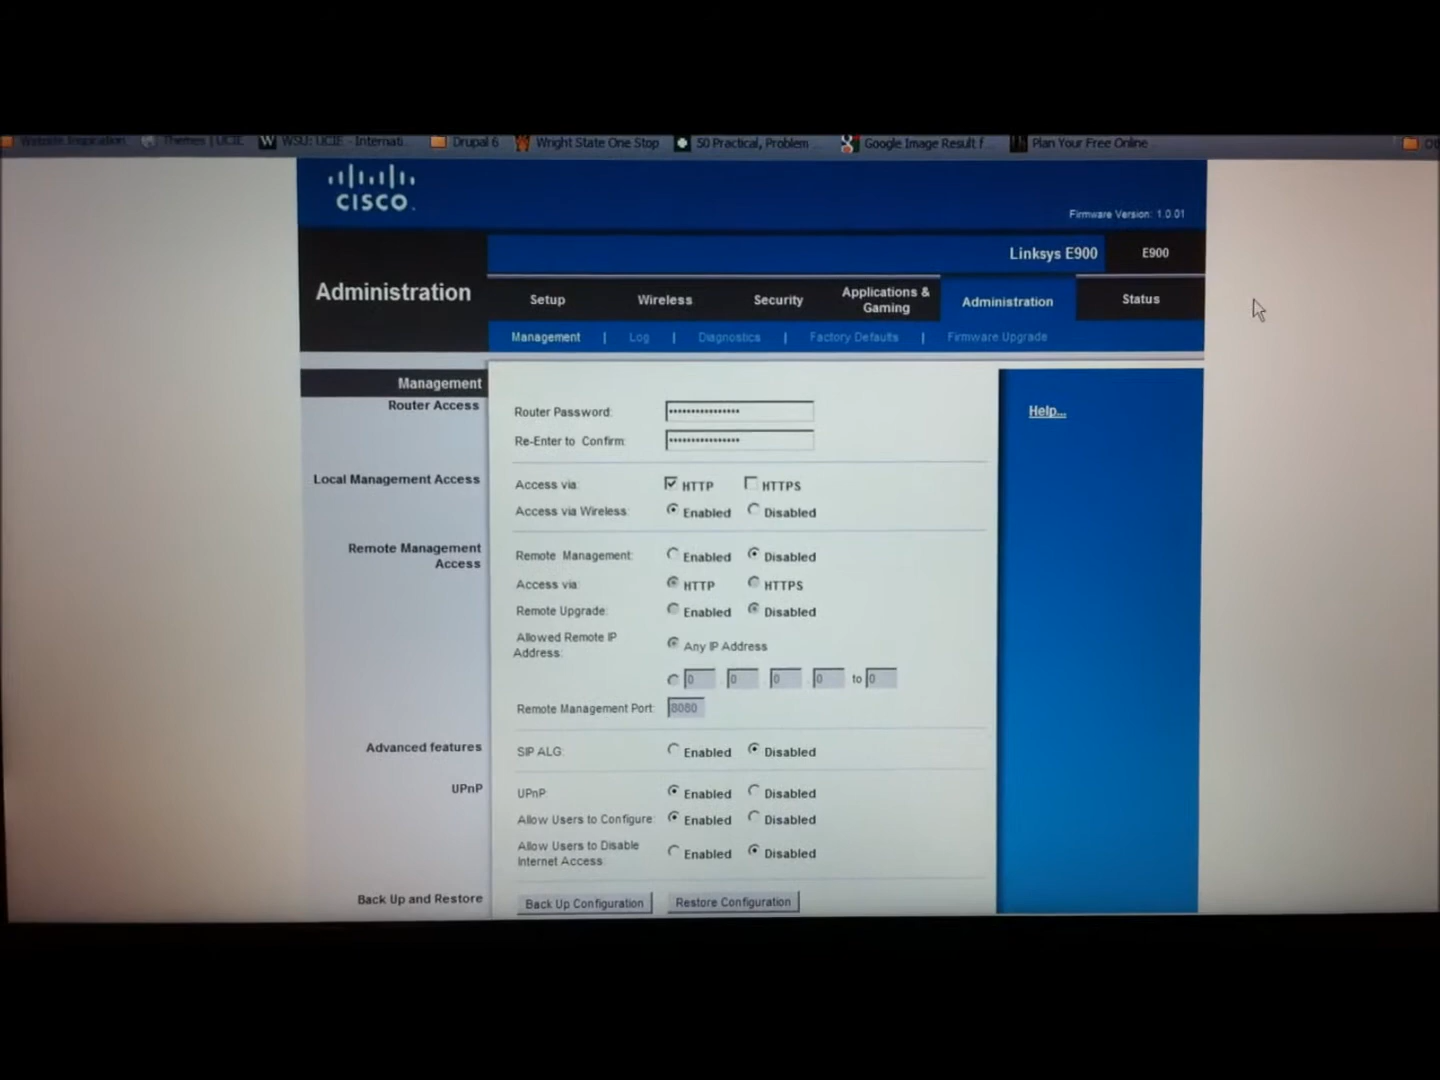 Website Inspiration  Themes | UCIE  WSU: UCIE - Internati...  Drupal 6  Wright State One Stop  50 Practical, Problem ...  Google Image Result f...  Plan Your Free Online ...
CISCO
Firmware Version: 1.0.01
Linksys E900  E900
Administration
Setup  Wireless  Security  Applications & Gaming  Administration  Status
Management | Log | Diagnostics | Factory Defaults | Firmware Upgrade
Management
Router Access
Router Password: ••••••••••••••••
Help...
Re-Enter to Confirm: ••••••••••••••••
Local Management Access
Access via: HTTP HTTPS
Access via Wireless: Enabled Disabled
Remote Management Access
Remote Management: Enabled Disabled
Access via: HTTP HTTPS
Remote Upgrade: Enabled Disabled
Allowed Remote IP
Address:
Any IP Address
0 . 0 . 0 . 0 to 0
Remote Management Port: 8080
Advanced features
SIP ALG: Enabled Disabled
UPnP
UPnP: Enabled Disabled
Allow Users to Configure: Enabled Disabled
Allow Users to Disable
Internet Access:
Enabled Disabled
Back Up and Restore
Back Up Configuration  Restore Configuration